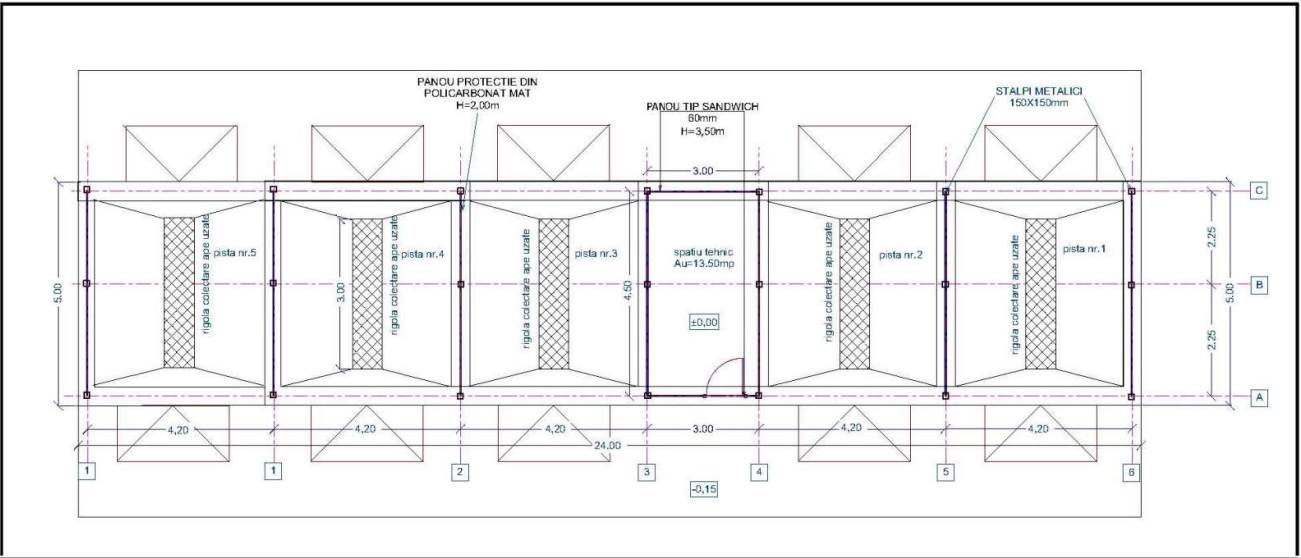 PANOU PROTECTIE DIN
POLICARBONAT MAT
H=2,00m
PANOU TIP SANDWICH
60mm
H=3,50m
STALPI METALICI
150X150mm
3.00
C
pista nr.5
rigola colectare ape uzate
pista nr.4
rigola colectare ape uzate
pista nr.3
rigola colectare ape uzate
spatiu tehnic
Au=13.50mp
pista nr.2
rigola colectare ape uzate
pista nr.1
rigola colectare ape uzate
2.25
5.00
3.00
4.50
B
5.00
±0,00
2.25
A
4,20
4,20
4,20
3.00
4,20
4,20
24.00
1
1
2
3
4
5
6
-0,15